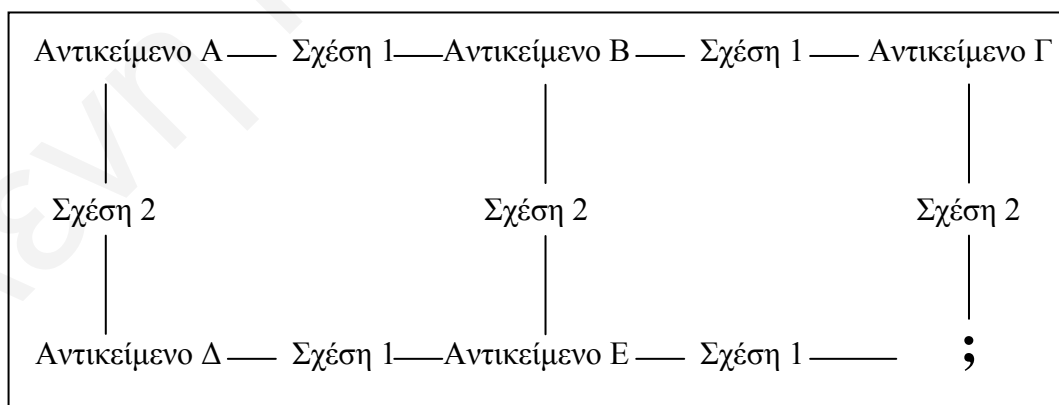 Αντικείμενο Α Σχέση 1 Αντικείμενο Β Σχέση 1 Αντικείμενο Γ
Σχέση 2 Σχέση 2 Σχέση 2
Αντικείμενο Δ Σχέση 1 Αντικείμενο Ε Σχέση 1 ;